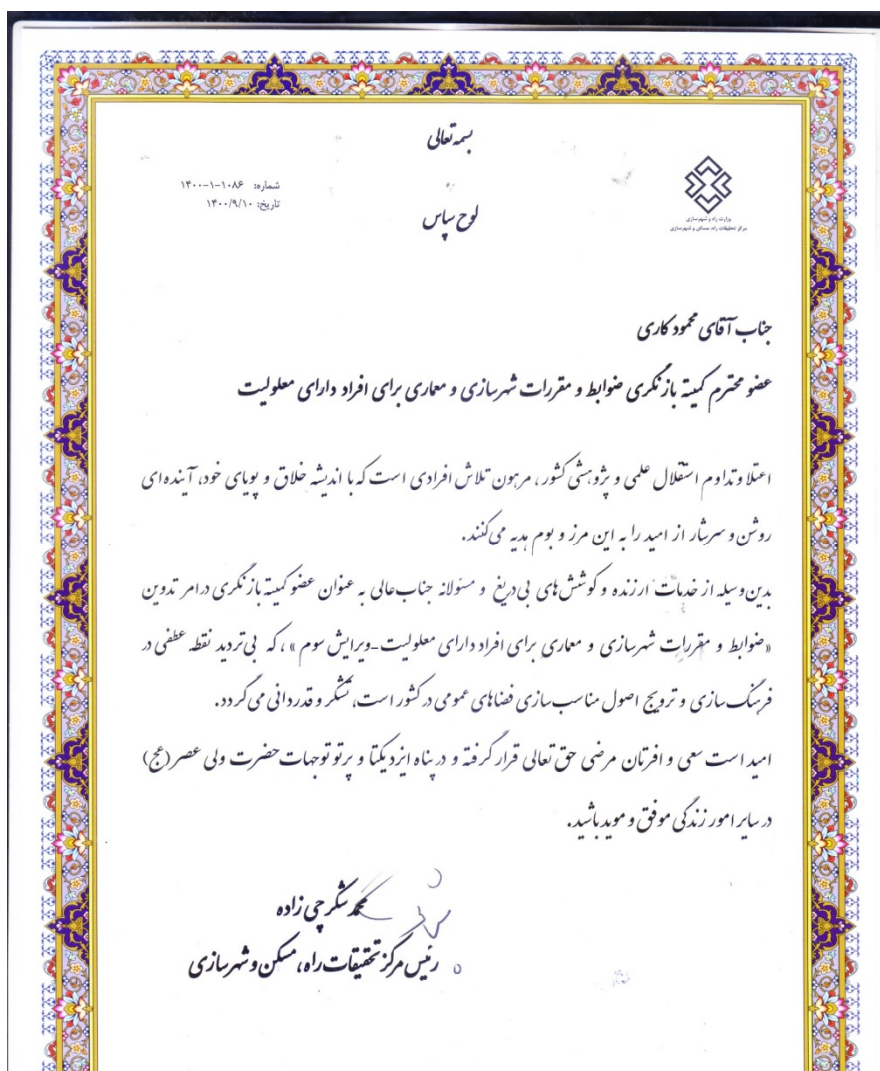 بسمه تعالی
شماره: ۱۰۸۶-۱-۱۴۰۰
تاریخ: ۱۴۰۰/۹/۱۰
وزارت راه و شهرسازی
مرکز تحقیقات راه، مسکن و شهرسازی
لوح سپاس
جناب آقای محمود کاری
عضو محترم کمیته بازنگری ضوابط و مقررات شهرسازی و معماری برای افراد دارای معلولیت
اعتلا و تداوم استقلال علمی و پژوهشی کشور، مرهون تلاش افرادی است که با اندیشه خلاق و پویای خود، آینده ای
روشن و سرشار از امید را به این مرز و بوم هدیه می کنند.
بدین وسیله از خدمات ارزنده و کوشش های بی دریغ و مسئولانه جناب عالی به عنوان عضو کمیته بازنگری در امر تدوین
«ضوابط و مقررات شهرسازی و معماری برای افراد دارای معلولیت-ویرایش سوم»، که بی تردید نقطه عطفی در
فرهنگ سازی و ترویج اصول مناسب سازی فضاهای عمومی در کشور است، تشکر و قدردانی می گردد.
امید است سعی و افرتان مرضی حق تعالی قرار گرفته و در پناه ایزد یکتا و پرتو توجهات حضرت ولی عصر (عج)
در سایر امور زندگی موفق و موید باشید.
محمد شکرچی زاده
رئیس مرکز تحقیقات راه، مسکن و شهرسازی